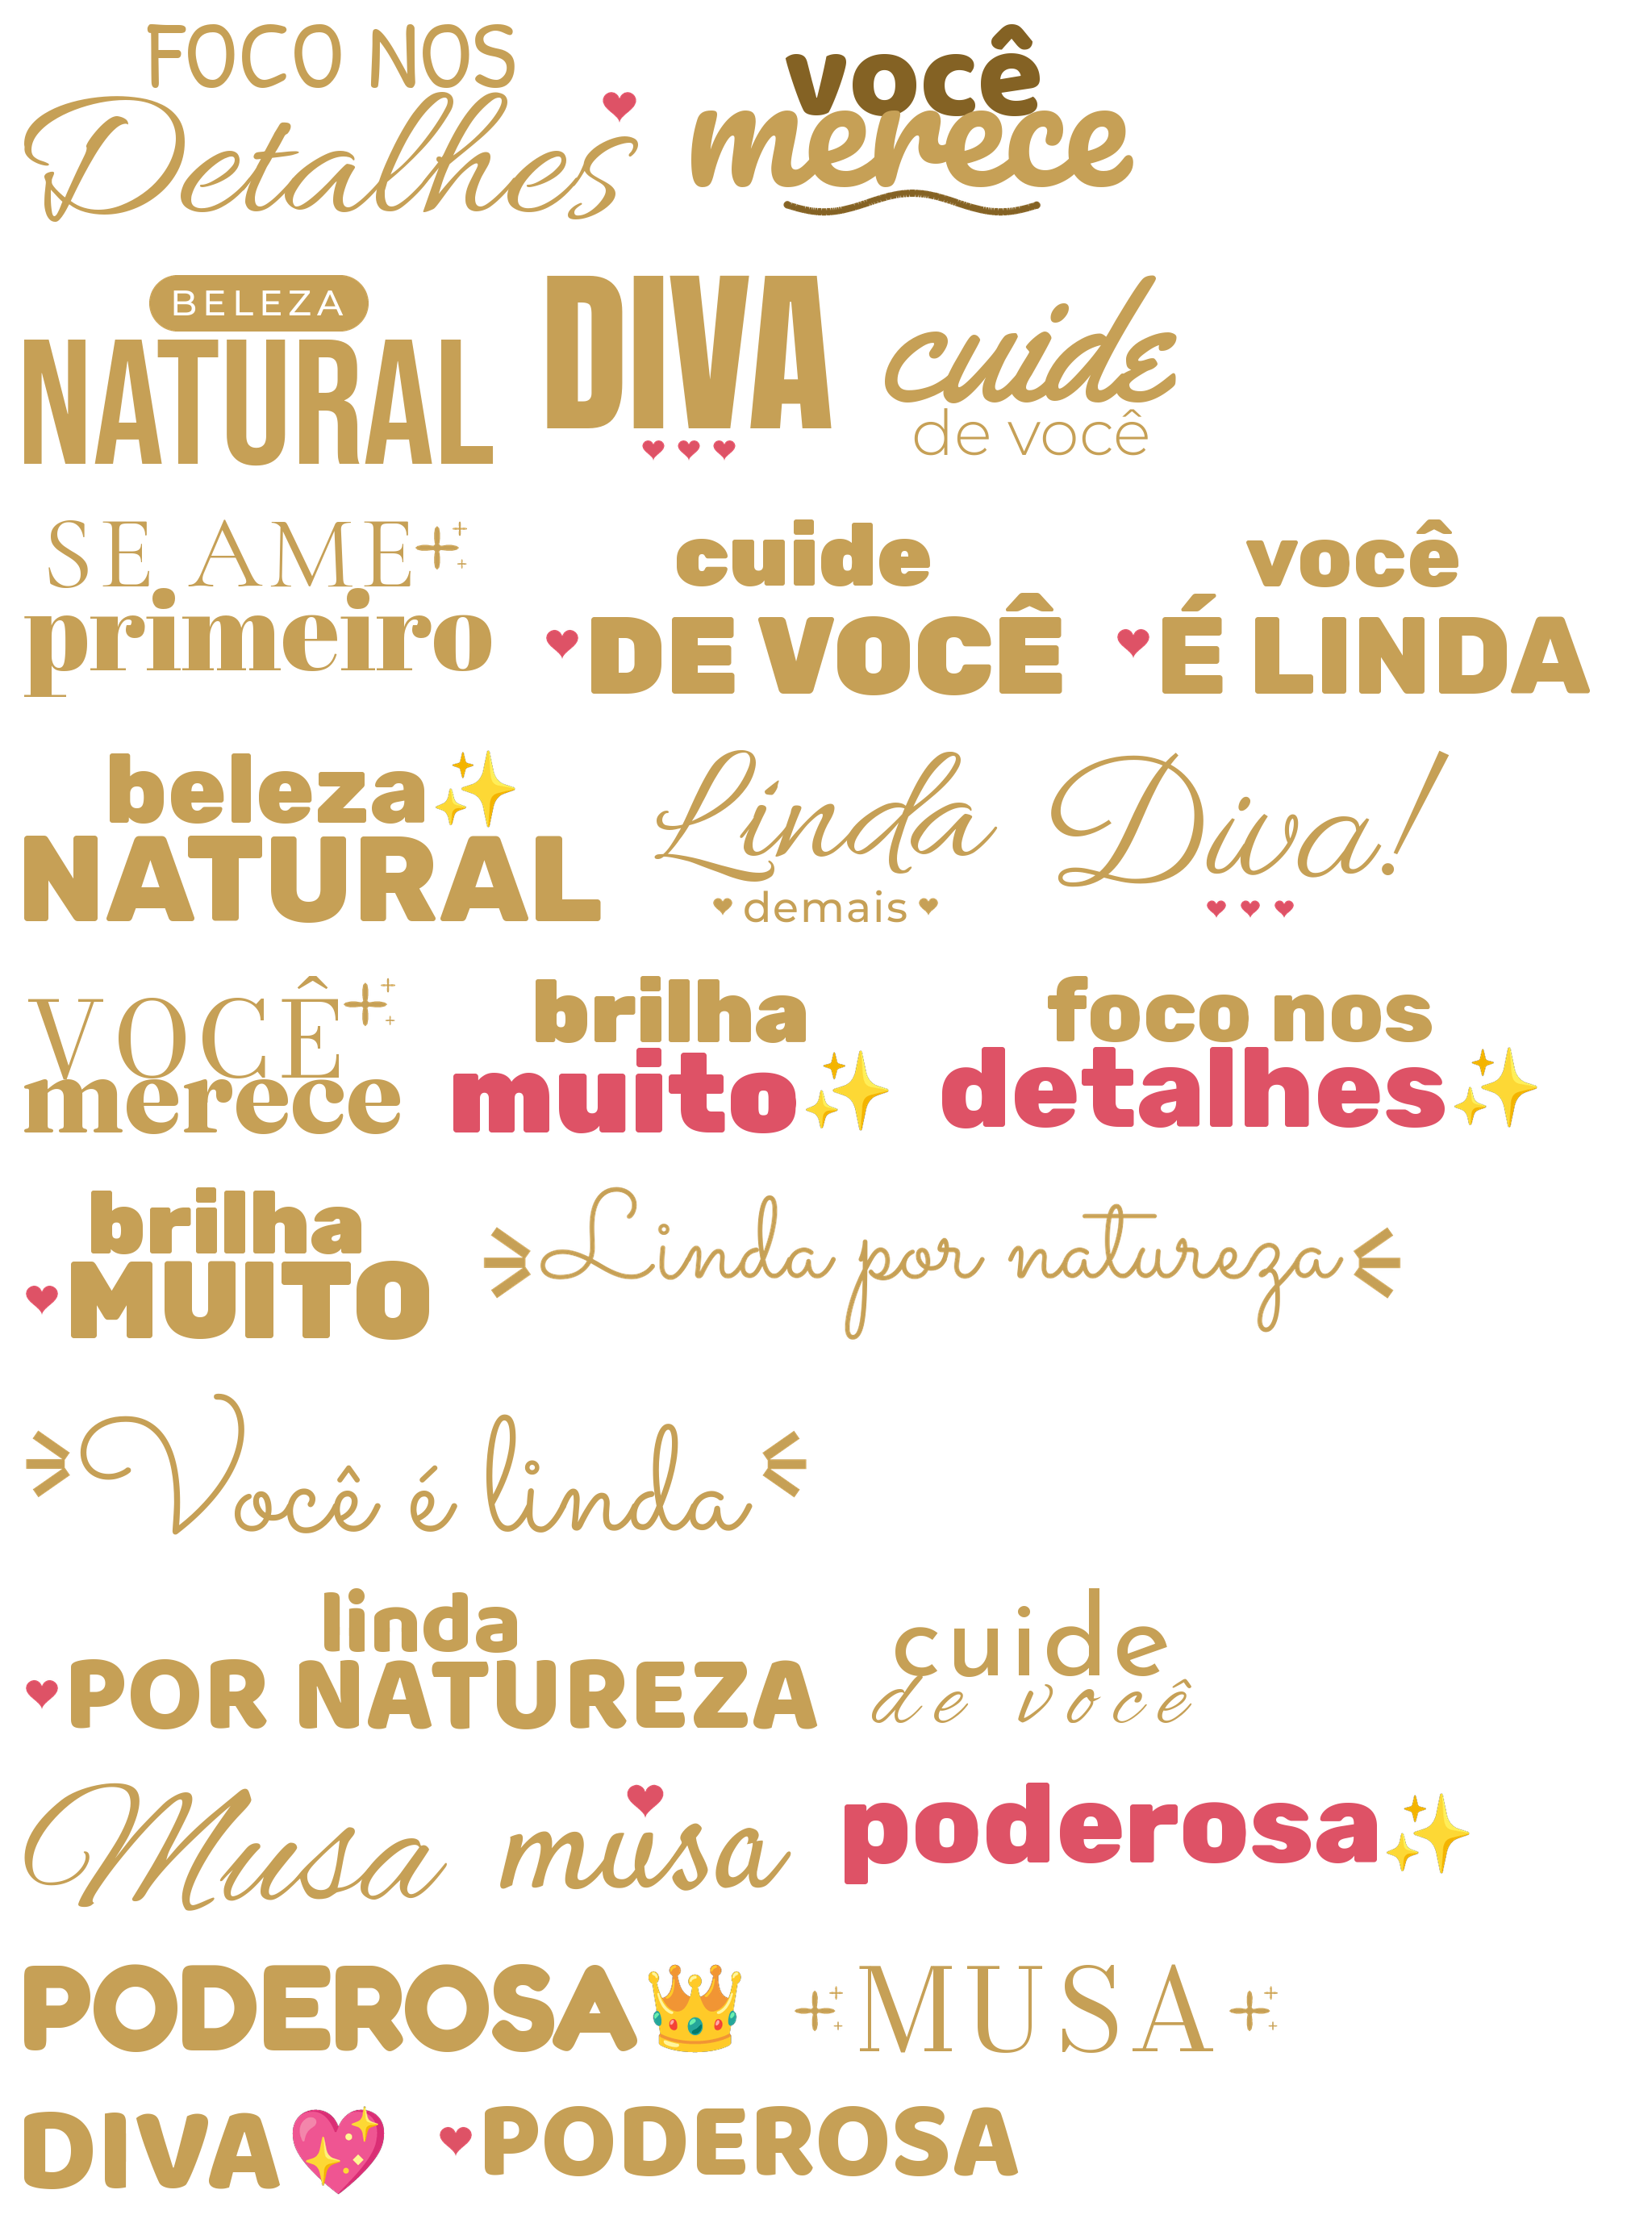 FOCO NOS
Detalhes
você
merece
BELEZA
NATURAL
DIVA
cuide
de você
SE AME
primeiro
cuide
DE VOCÊ
você
É LINDA
beleza
NATURAL
Linda
demais
Diva!
VOCÊ
merece
brilha
muito
foco nos
detalhes
brilha
MUITO
Linda por natureza
Você é linda
linda
POR NATUREZA
cuide
de você
Musa
musa
poderosa
PODEROSA
MUSA
DIVA
PODEROSA